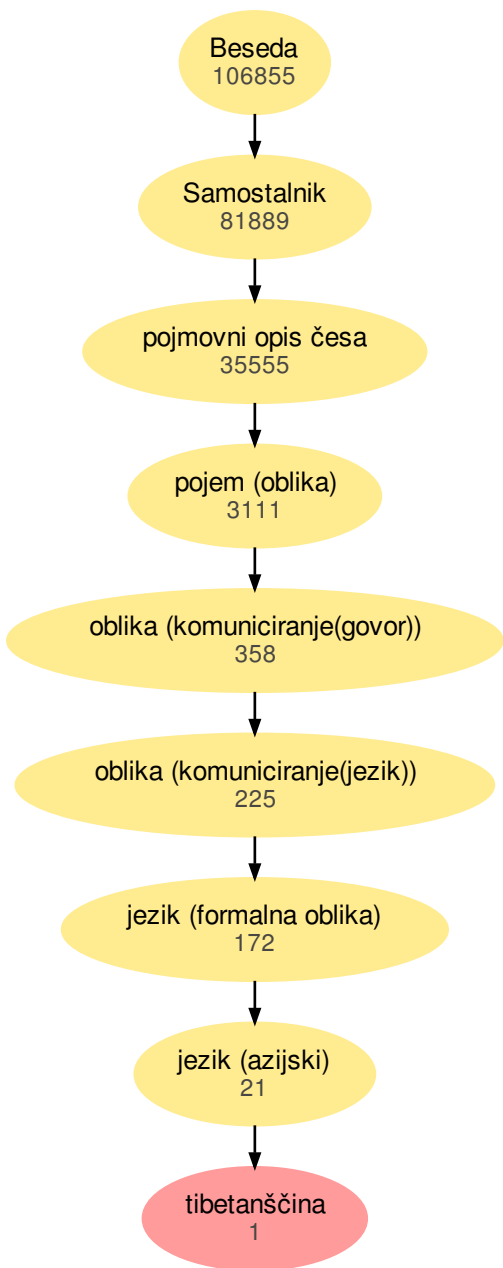 Beseda
106855
Samostalnik
81889
pojmovni opis česa
35555
pojem (oblika)
3111
oblika (komuniciranje(govor))
358
oblika (komuniciranje(jezik))
225
jezik (formalna oblika)
172
jezik (azijski)
21
tibetanščina
1